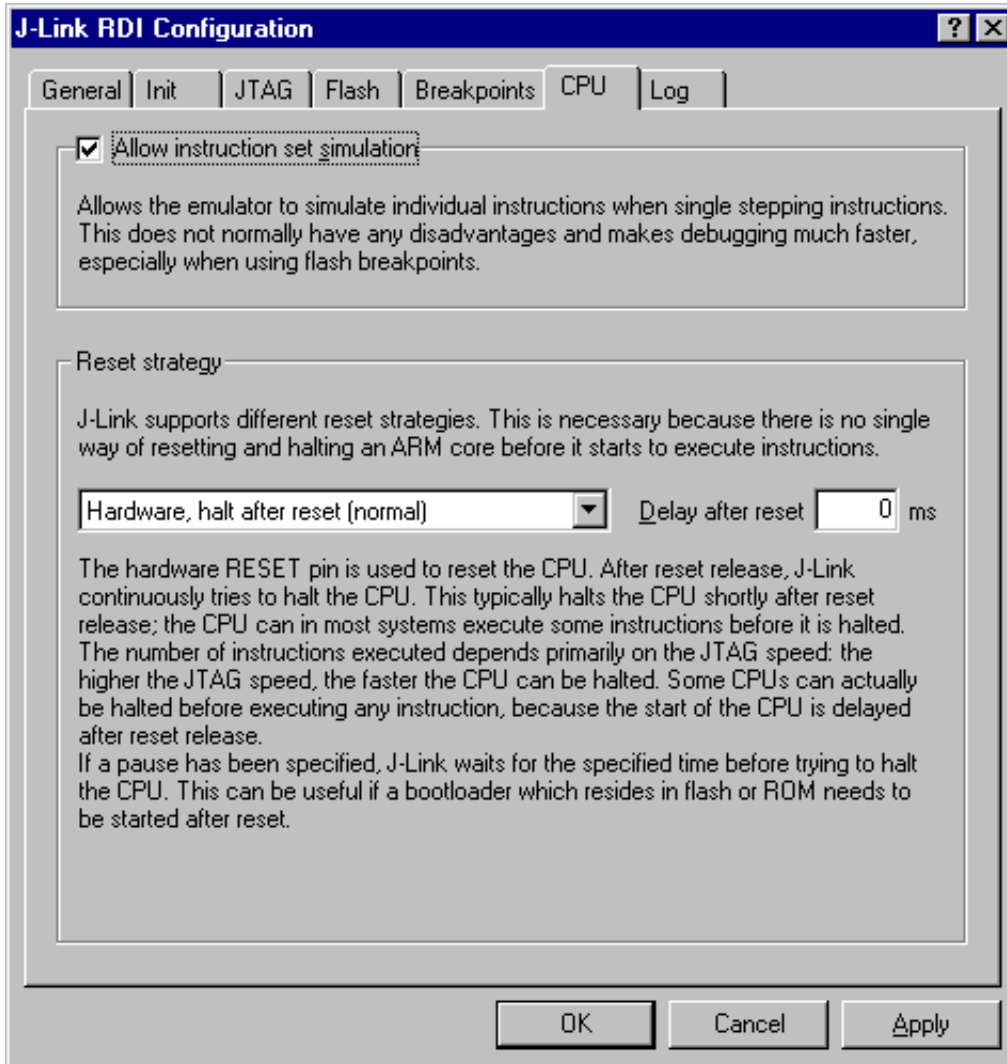 J-Link RDI Configuration
General Init JTAG Flash Breakpoints CPU Log
Allow instruction set simulation
Allows the emulator to simulate individual instructions when single stepping instructions.
This does not normally have any disadvantages and makes debugging much faster,
especially when using flash breakpoints.
Reset strategy
J-Link supports different reset strategies. This is necessary because there is no single
way of resetting and halting an ARM core before it starts to execute instructions.
Hardware, halt after reset (normal) Delay after reset 0 ms
The hardware RESET pin is used to reset the CPU. After reset release, J-Link
continuously tries to halt the CPU. This typically halts the CPU shortly after reset
release; the CPU can in most systems execute some instructions before it is halted.
The number of instructions executed depends primarily on the JTAG speed: the
higher the JTAG speed, the faster the CPU can be halted. Some CPUs can actually
be halted before executing any instruction, because the start of the CPU is delayed
after reset release.
If a pause has been specified, J-Link waits for the specified time before trying to halt
the CPU. This can be useful if a bootloader which resides in flash or ROM needs to
be started after reset.
OK Cancel Apply